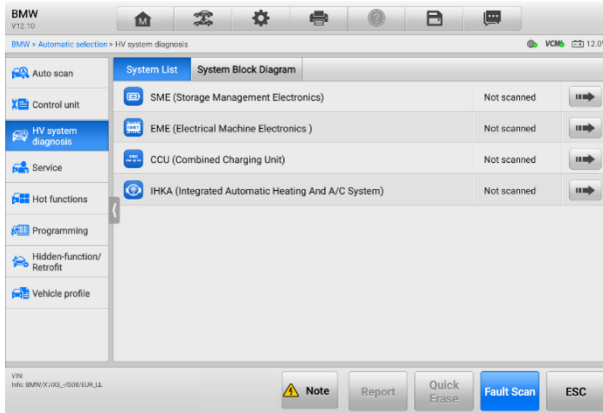 BMW
V12.10
BMW > Automatic selection > HV system diagnosis
VCMI
12.0V
Auto scan
Control unit
HV system
diagnosis
Service
Hot functions
Programming
Hidden-function/
Retrofit
Vehicle profile
System List System Block Diagram
SME (Storage Management Electronics) Not scanned
EME (Electrical Machine Electronics ) Not scanned
CCU (Combined Charging Unit) Not scanned
IHKA (Integrated Automatic Heating And A/C System) Not scanned
VIN:
Info:
Note
Report
Quick
Erase
Fault Scan
ESC